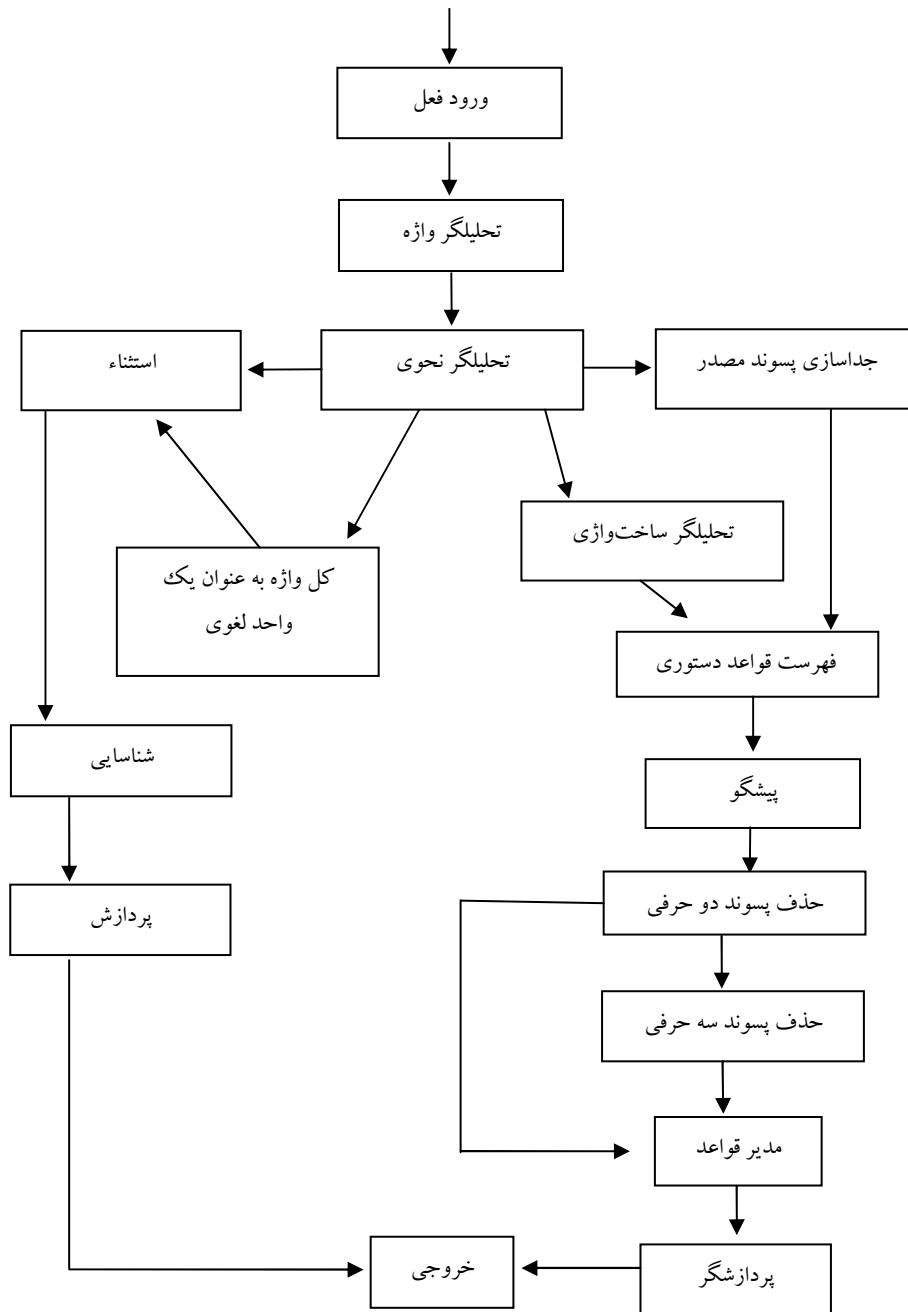 ورود فعل
تحلیلگر واژه
جداسازی پسوند مصدر
تحلیلگر نحوی
استثناء
تحلیلگر ساخت‌واژی
کل واژه به عنوان یک
واحد لغوی
فهرست قواعد دستوری
شناسایی
پیشگو
حذف پسوند دو حرفی
پردازش
حذف پسوند سه حرفی
مدیر قواعد
پردازشگر
خروجی